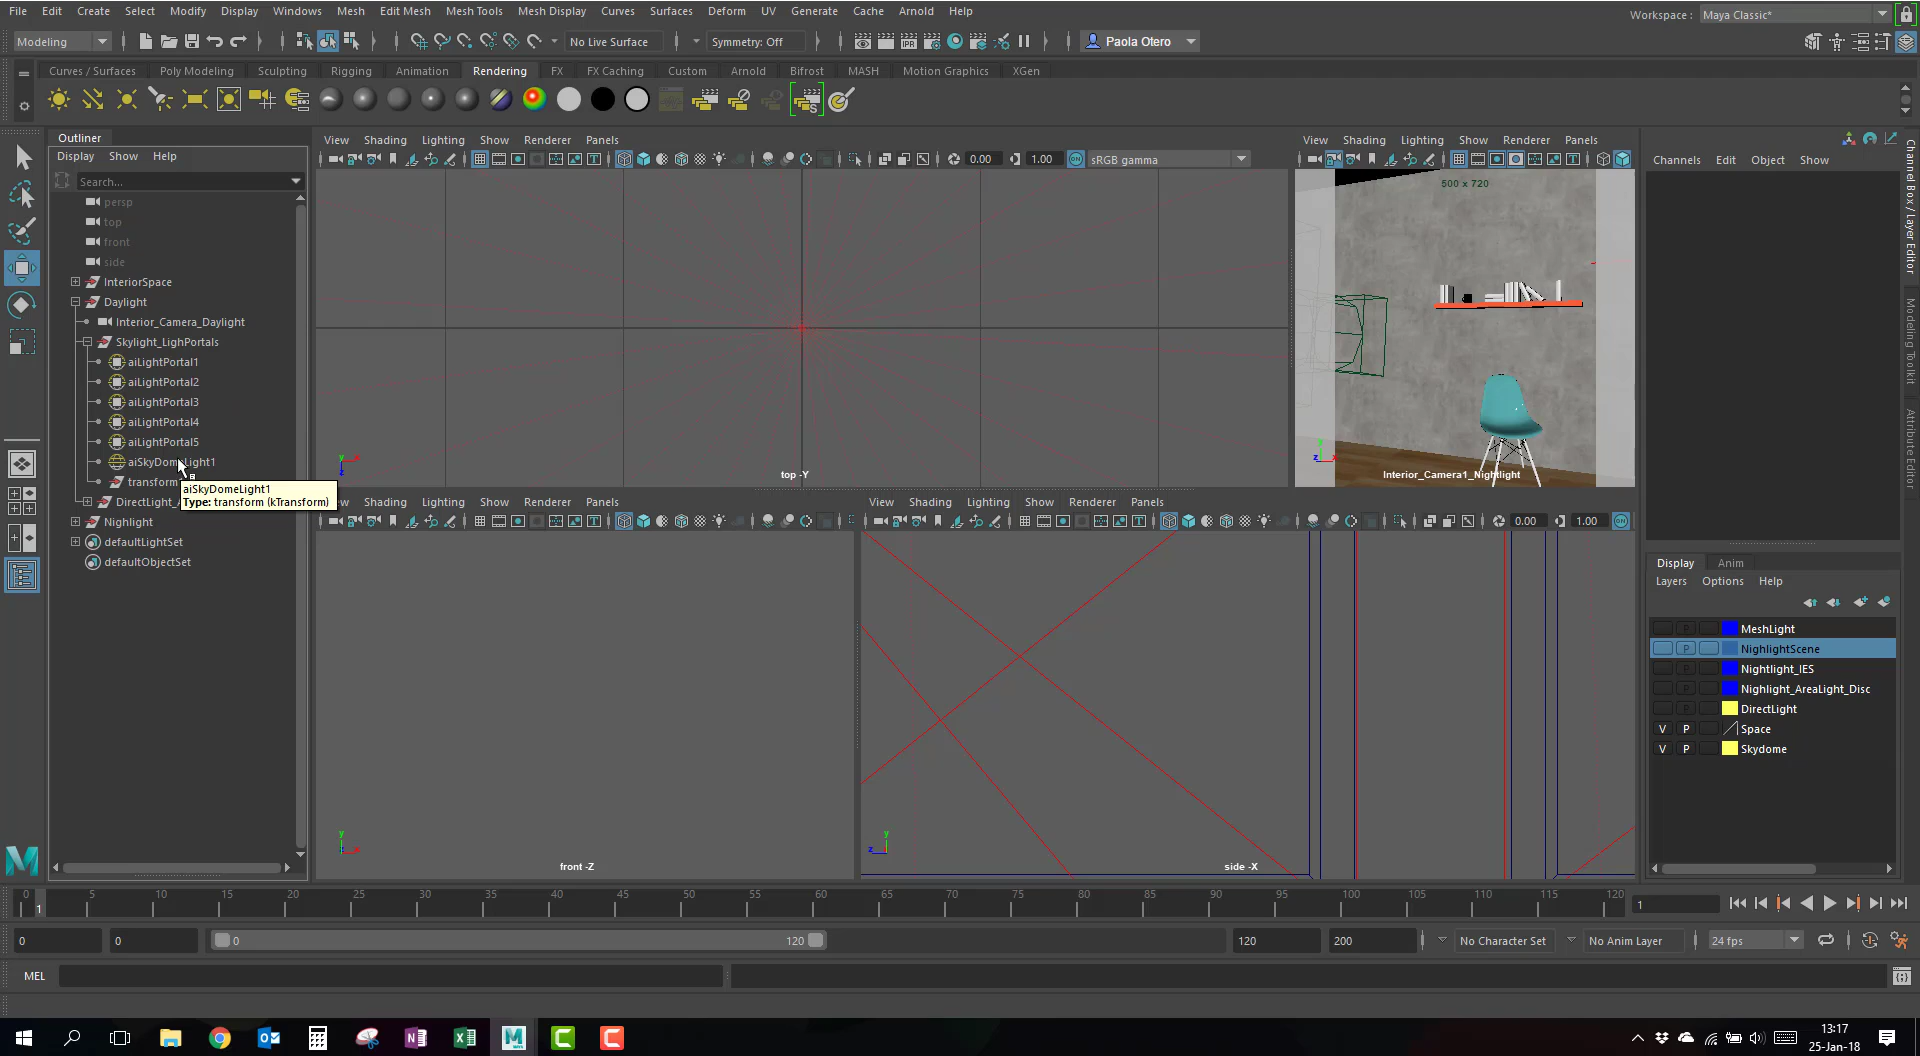 File Edit Create Select Modify Display Windows Mesh Edit Mesh Mesh Tools Mesh Display Curves Surfaces Deform UV Generate Cache Arnold Help
Workspace : Maya Classic*
Modeling No Live Surface Symmetry: Off Paola Otero
Curves / Surfaces Poly Modeling Sculpting Rigging Animation Rendering FX FX Caching Custom Arnold Bifrost MASH Motion Graphics XGen
Outliner
Display Show Help
Search...
persp
top
front
side
InteriorSpace
Daylight
Interior_Camera_Daylight
Skylight_LighPortals
aiLightPortal1
aiLightPortal2
aiLightPortal3
aiLightPortal4
aiLightPortal5
aiSkyDomeLight1
transform
DirectLight_
Nighlight
defaultLightSet
defaultObjectSet
aiSkyDomeLight1
Type: transform (kTransform)
View Shading Lighting Show Renderer Panels
0.00 1.00 sRGB gamma
top -Y
View Shading Lighting Show Renderer Panels
500 x 720
Interior_Camera1_Nightlight
Shading Lighting Show Renderer Panels
front -Z
View Shading Lighting Show Renderer Panels
0.00 1.00
side -X
Channels Edit Object Show
Channel Box / Layer Editor
Modeling Toolkit
Attribute Editor
Display Anim
Layers Options Help
MeshLight
NighlightScene
Nightlight_IES
Nighlight_AreaLight_Disc
DirectLight
V P Space
V P Skydome
0 5 10 15 20 25 30 35 40 45 50 55 60 65 70 75 80 85 90 95 100 105 110 115 120
1
1
0 0 0 120 120 200 No Character Set No Anim Layer 24 fps
MEL
13:17
25-Jan-18